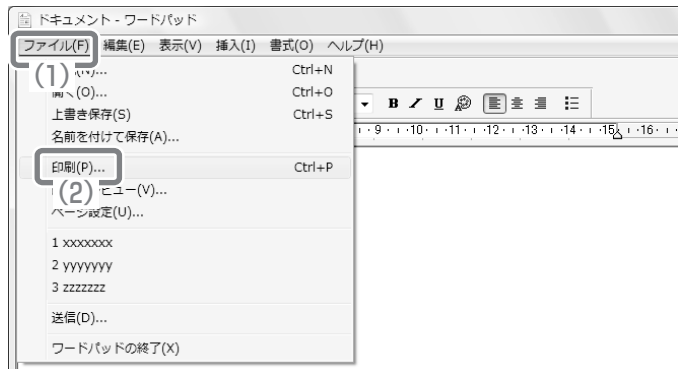 ドキュメント - ワードパッド
ファイル(F) 編集(E) 表示(V) 挿入(I) 書式(O) ヘルプ(H)
(1)
(N)... Ctrl+N
開く(O)... Ctrl+O
上書き保存(S) Ctrl+S
名前を付けて保存(A)...
B U
9 10 11 12 13 14 15 16
印刷(P)... Ctrl+P
(2)
ビュー(V)...
ページ設定(U)...
1 xxxxxxx
2 yyyyyyy
3 zzzzzzz
送信(D)...
ワードパッドの終了(X)